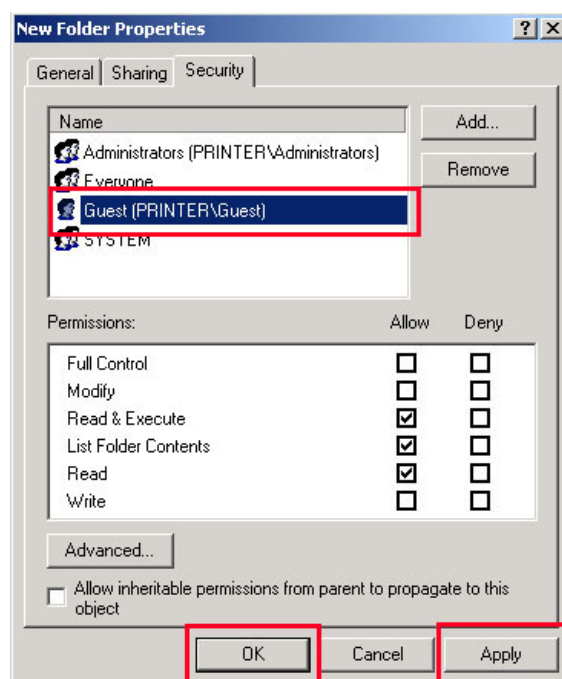 New Folder Properties
General Sharing Security
Name
Add...
Administrators (PRINTER\Administrators)
Remove
Everyone
Guest (PRINTER\Guest)
SYSTEM
Permissions: Allow Deny
Full Control
Modify
Read & Execute
List Folder Contents
Read
Write
Advanced...
Allow inheritable permissions from parent to propagate to this
object
OK Cancel Apply